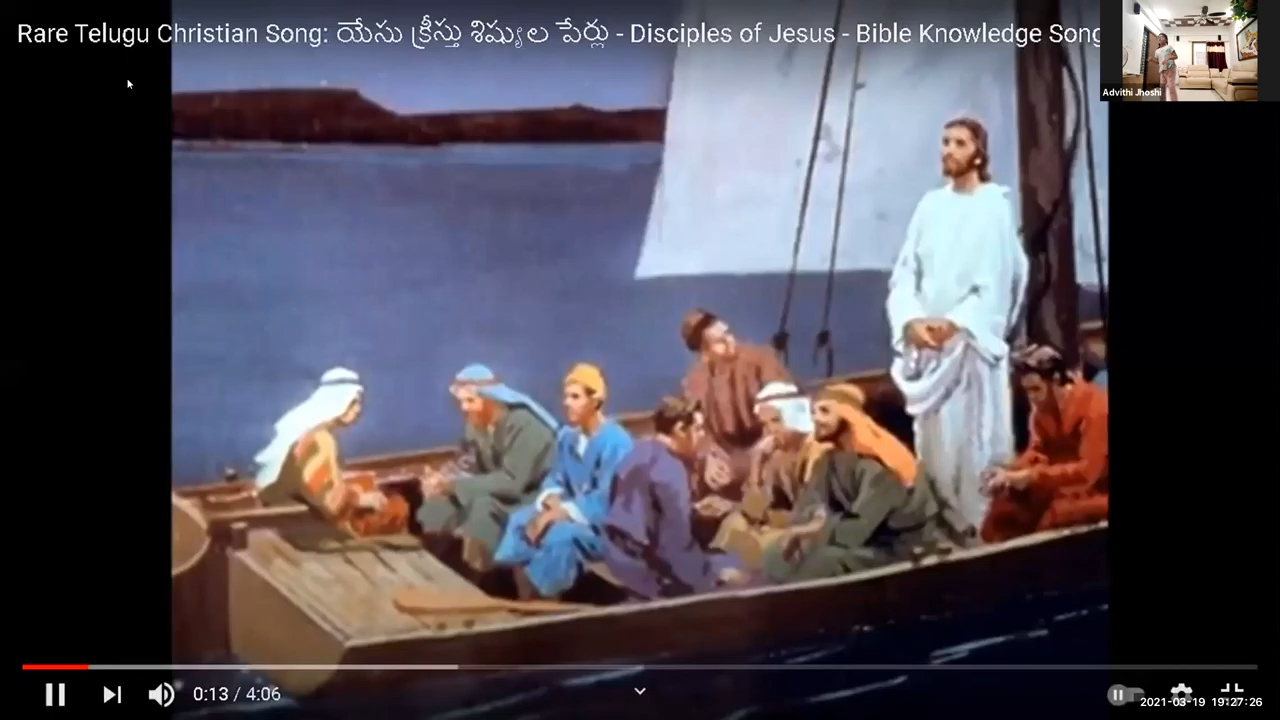 Rare Telugu Christian Song: యేసు క్రీస్తు శిష్యుల పేర్లు - Disciples of Jesus - Bible Knowledge Song
Advithi Jhoshi
0:13 / 4:06
2021-03-19 19:27:26